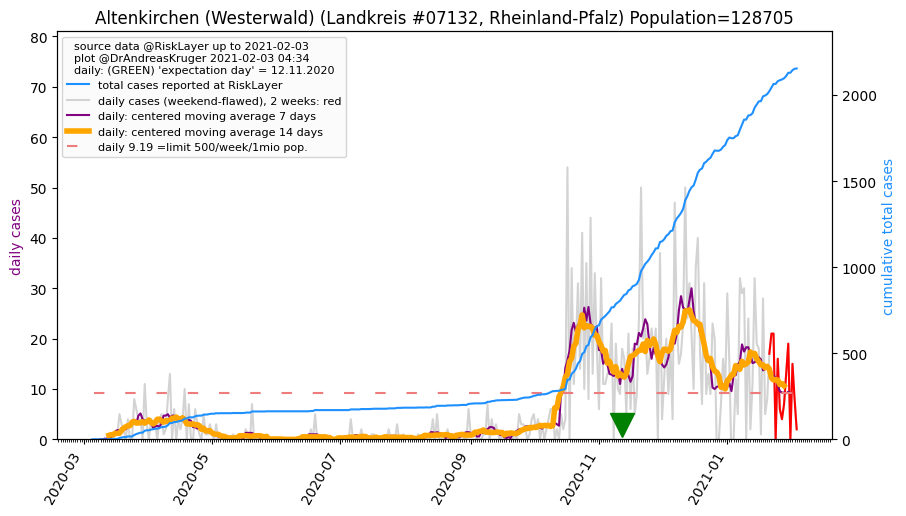 Altenkirchen (Westerwald) (Landkreis #07132, Rheinland-Pfalz) Population=128705
source data @RiskLayer up to 2021-02-03
plot @DrAndreasKruger 2021-02-03 04:34
daily: (GREEN) 'expectation day' = 12.11.2020
total cases reported at RiskLayer
daily cases (weekend-flawed), 2 weeks: red
daily: centered moving average 7 days
daily: centered moving average 14 days
daily 9.19 =limit 500/week/1mio pop.
daily cases
80
70
60
50
40
30
20
10
0
cumulative total cases
2000
1500
1000
500
0
2020-03
2020-05
2020-07
2020-09
2020-11
2021-01